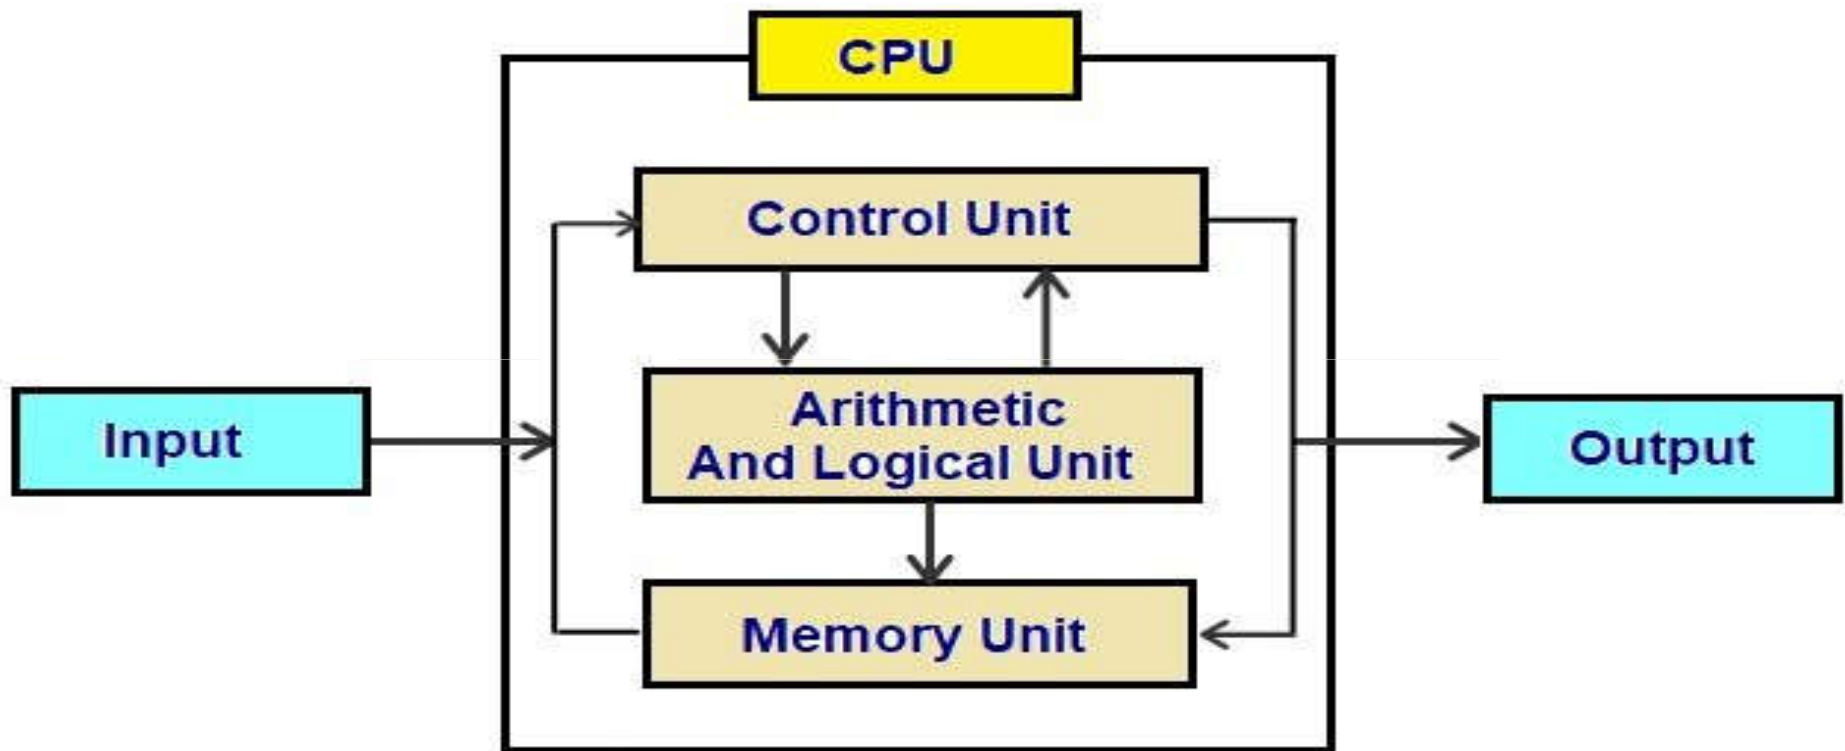 CPU
Control Unit
Arithmetic
And Logical Unit
Input
Output
Memory Unit